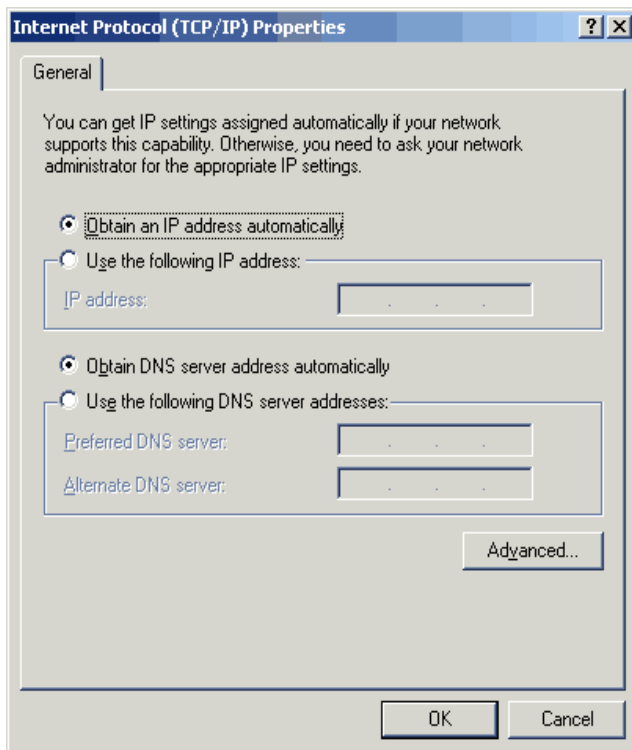 Internet Protocol (TCP/IP) Properties
General
You can get IP settings assigned automatically if your network
supports this capability. Otherwise, you need to ask your network
administrator for the appropriate IP settings.
Obtain an IP address automatically
Use the following IP address:
IP address:
Obtain DNS server address automatically
Use the following DNS server addresses:
Preferred DNS server:
Alternate DNS server:
Advanced...
OK
Cancel